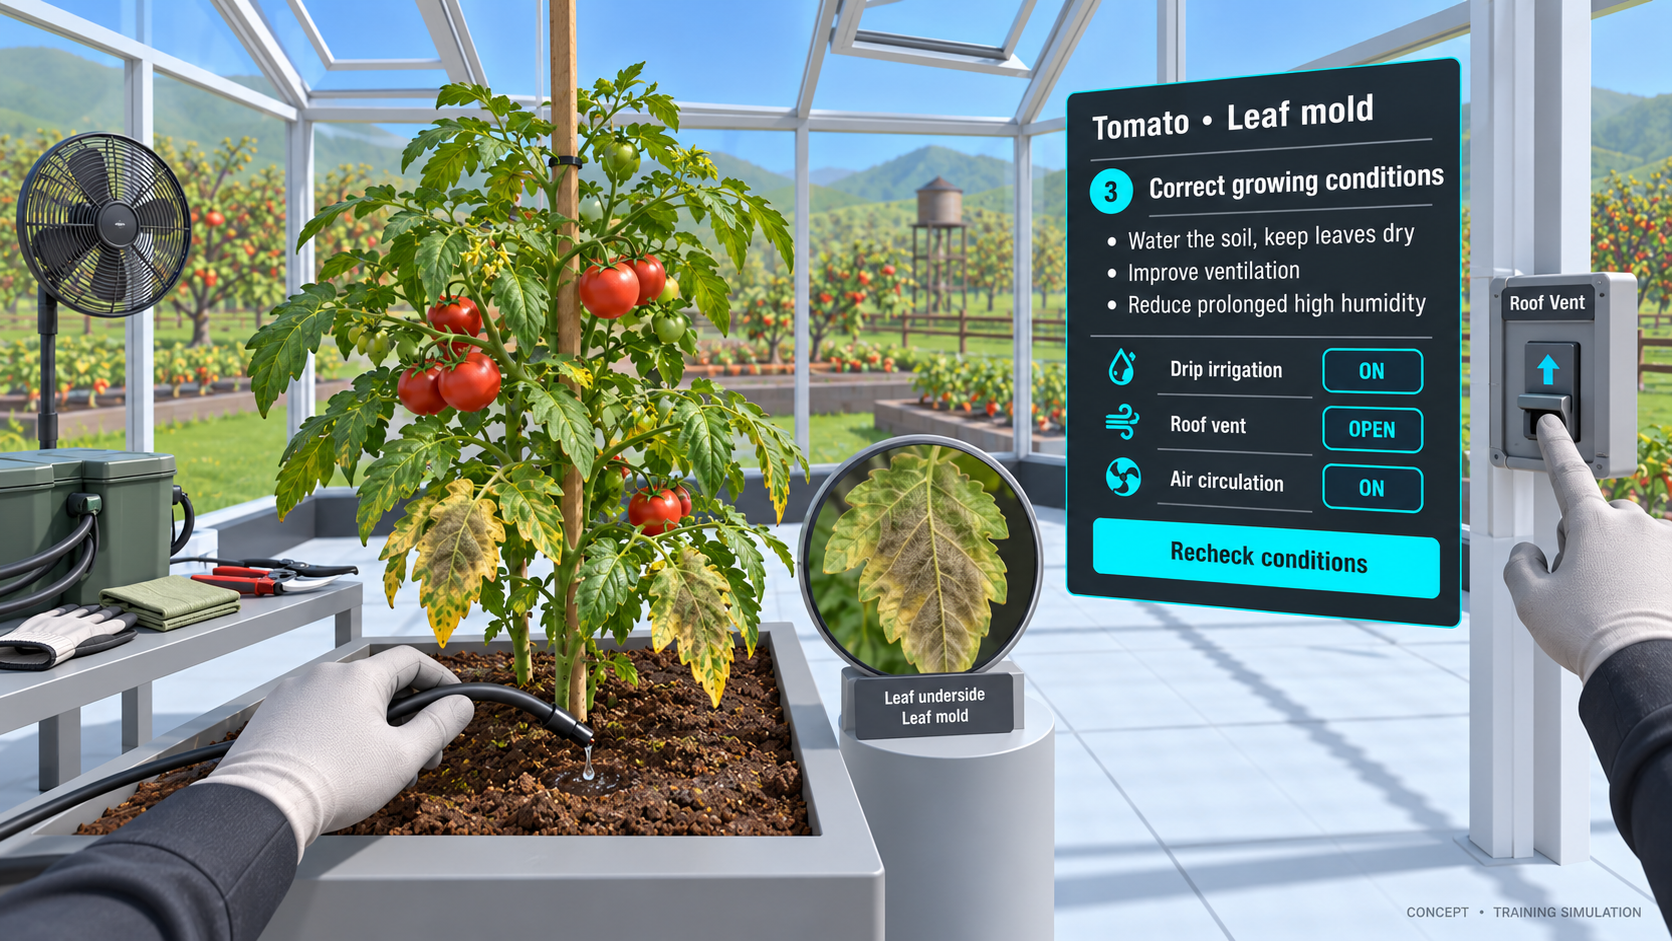 Tomato • Leaf mold
3 Correct growing conditions
• Water the soil, keep leaves dry
• Improve ventilation
• Reduce prolonged high humidity
Drip irrigation ON
Roof vent OPEN
Air circulation ON
Recheck conditions
Roof Vent
Leaf underside
Leaf mold
CONCEPT • TRAINING SIMULATION